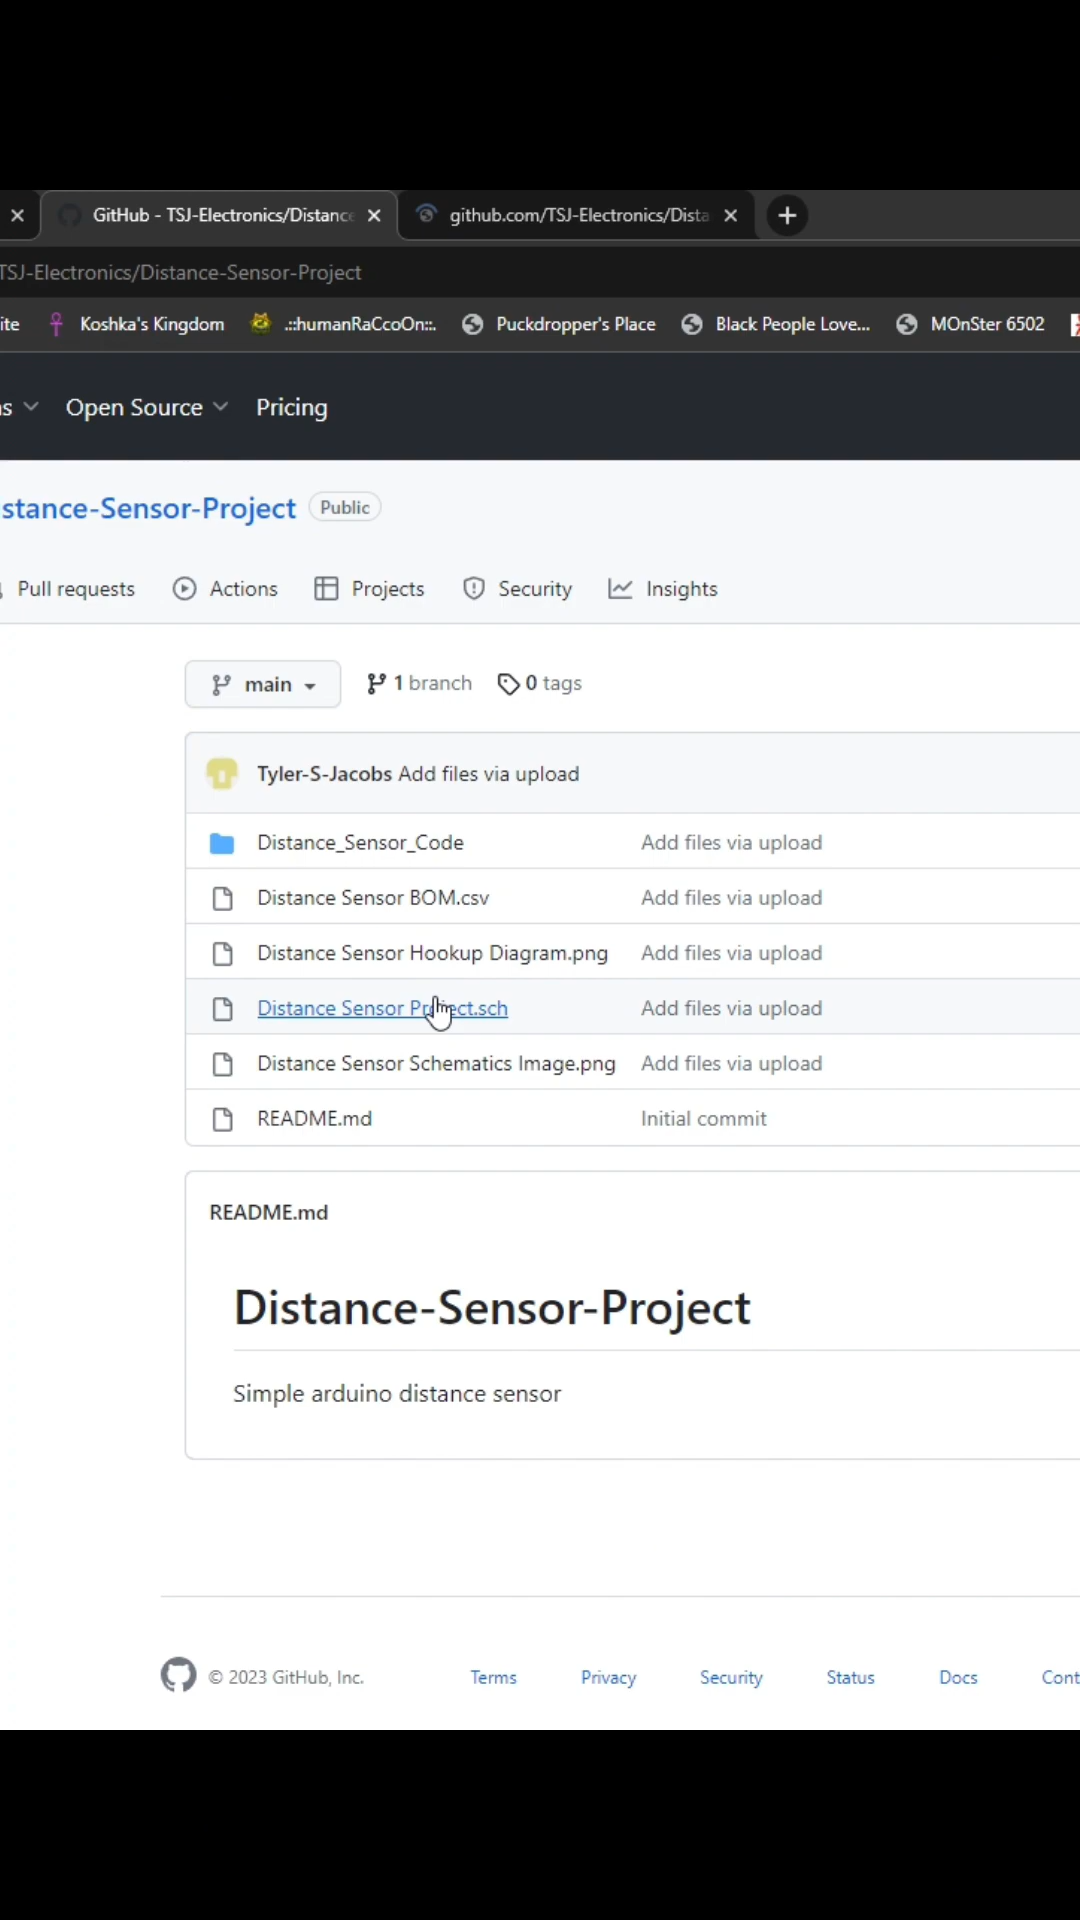 GitHub - TSJ-Electronics/Distance
github.com/TSJ-Electronics/Dista
TSJ-Electronics/Distance-Sensor-Project
ite Koshka's Kingdom .::humanRaCcoOn::. Puckdropper's Place Black People Love... MOnSter 6502
ns Open Source Pricing
stance-Sensor-Project Public
Pull requests Actions Projects Security Insights
main 1 branch 0 tags
Tyler-S-Jacobs Add files via upload
Distance_Sensor_Code Add files via upload
Distance Sensor BOM.csv Add files via upload
Distance Sensor Hookup Diagram.png Add files via upload
Distance Sensor Project.sch Add files via upload
Distance Sensor Schematics Image.png Add files via upload
README.md Initial commit
README.md
Distance-Sensor-Project
Simple arduino distance sensor
© 2023 GitHub, Inc. Terms Privacy Security Status Docs Cont